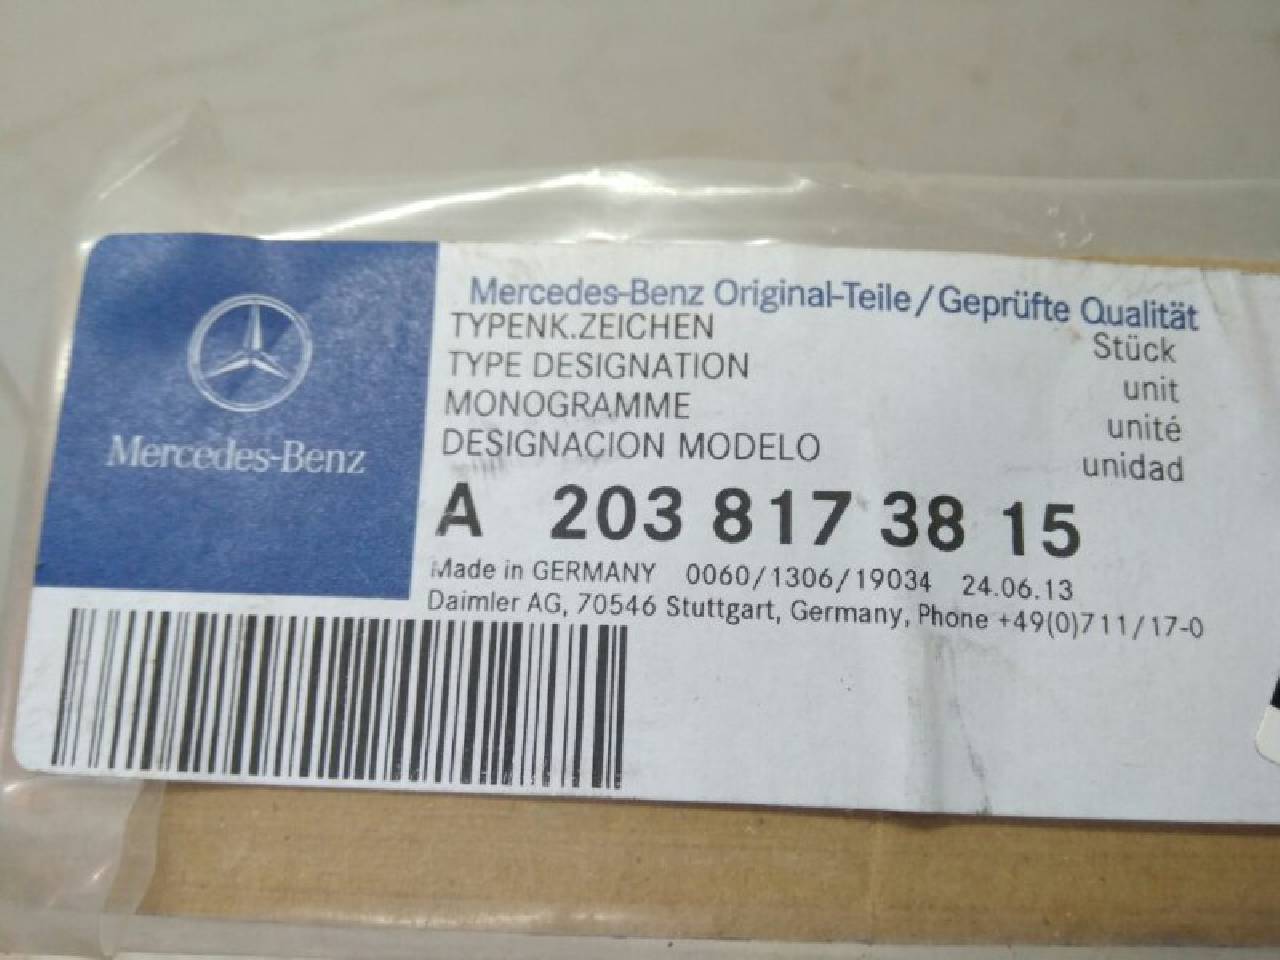 Mercedes-Benz
Mercedes-Benz Original-Teile/Geprüfte Qualität
TYPENK.ZEICHEN Stück
TYPE DESIGNATION unit
MONOGRAMME unité
DESIGNACION MODELO unidad
A 203 817 38 15
Made in GERMANY 0060/1306/19034 24.06.13
Daimler AG, 70546 Stuttgart, Germany, Phone +49(0)711/17-0